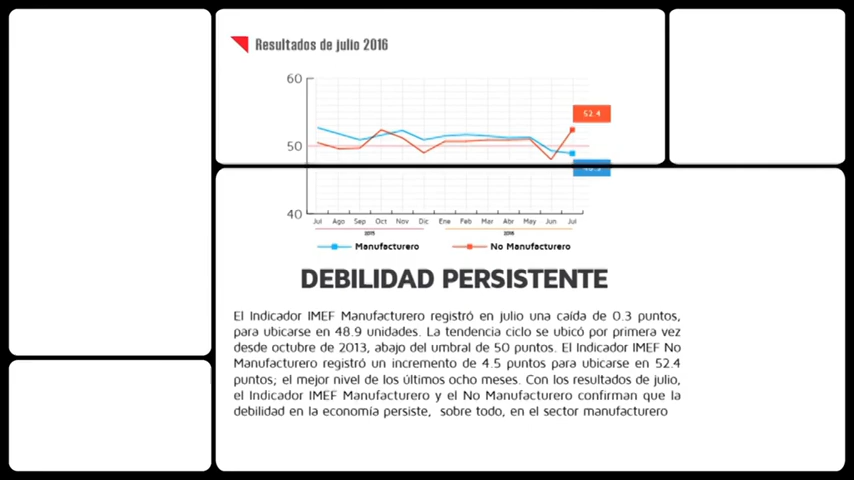 Resultados de julio 2016
60
52.4
50
40
Jul Ago Sep Oct Nov Dic Ene Feb Mar Abr May Jun Jul
2015 2016
Manufacturero No Manufacturero
DEBILIDAD PERSISTENTE
El Indicador IMEF Manufacturero registró en julio una caída de 0.3 puntos,
para ubicarse en 48.9 unidades. La tendencia ciclo se ubicó por primera vez
desde octubre de 2013, abajo del umbral de 50 puntos. El Indicador IMEF No
Manufacturero registró un incremento de 4.5 puntos para ubicarse en 52.4
puntos; el mejor nivel de los últimos ocho meses. Con los resultados de julio,
el Indicador IMEF Manufacturero y el No Manufacturero confirman que la
debilidad en la economía persiste, sobre todo, en el sector manufacturero